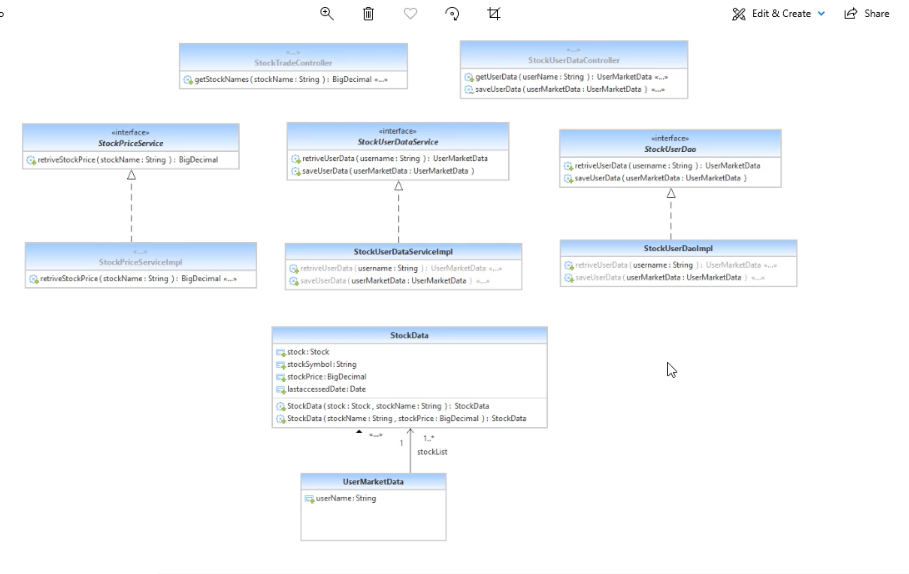 Edit & Create
Share
«...»
StockTradeController
getStockNames ( stockName : String ) : BigDecimal «...»
«...»
StockUserDataController
getUserData ( userName : String ) : UserMarketData «...»
saveUserData ( userMarketData : UserMarketData ) «...»
«interface»
StockPriceService
retriveStockPrice ( stockName : String ) : BigDecimal
«interface»
StockUserDataService
retriveUserData ( username : String ) : UserMarketData
saveUserData ( userMarketData : UserMarketData )
«interface»
StockUserDao
retriveUserData ( username : String ) : UserMarketData
saveUserData ( userMarketData : UserMarketData )
«...»
StockPriceServiceImpl
retriveStockPrice ( stockName : String ) : BigDecimal «...»
StockUserDataServiceImpl
retriveUserData ( username : String ) : UserMarketData «...»
saveUserData ( userMarketData : UserMarketData ) «...»
StockUserDaoImpl
retriveUserData ( username : String ) : UserMarketData «...»
saveUserData ( userMarketData : UserMarketData ) «...»
StockData
stock : Stock
stockSymbol : String
stockPrice : BigDecimal
lastaccessedDate : Date
StockData ( stock : Stock , stockName : String ) : StockData
StockData ( stockName : String , stockPrice : BigDecimal ) : StockData
«...»
1
1..*
stockList
UserMarketData
userName : String